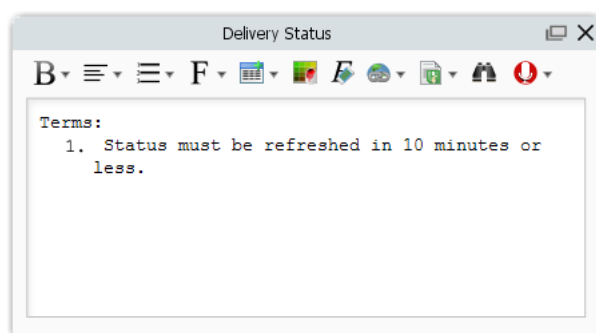 Delivery Status
B F F
Terms:
1. Status must be refreshed in 10 minutes or
less.